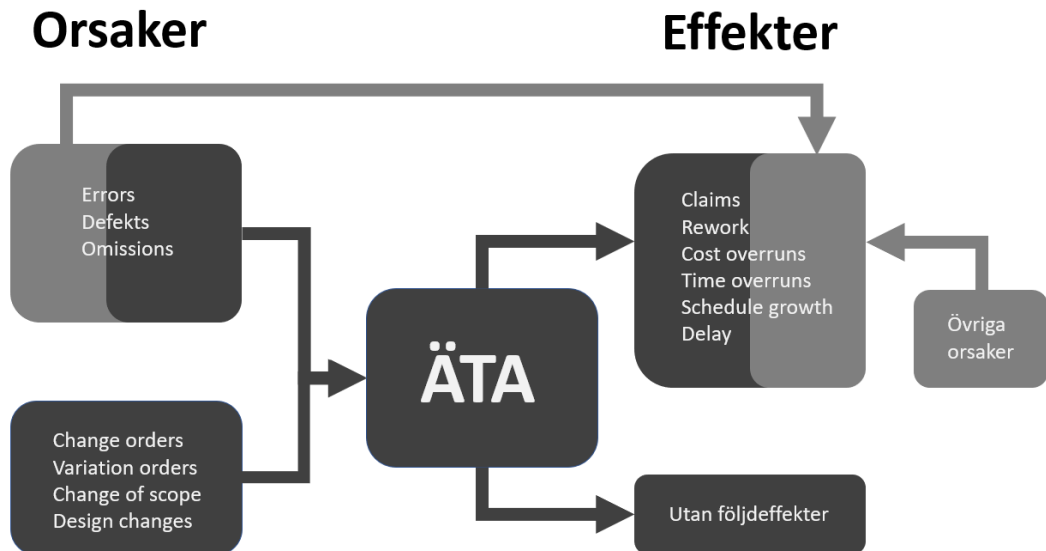 Orsaker
Effekter
Errors
Defekts
Omissions
Change orders
Variation orders
Change of scope
Design changes
ÄTA
Claims
Rework
Cost overruns
Time overruns
Schedule growth
Delay
Övriga
orsaker
Utan följdeffekter